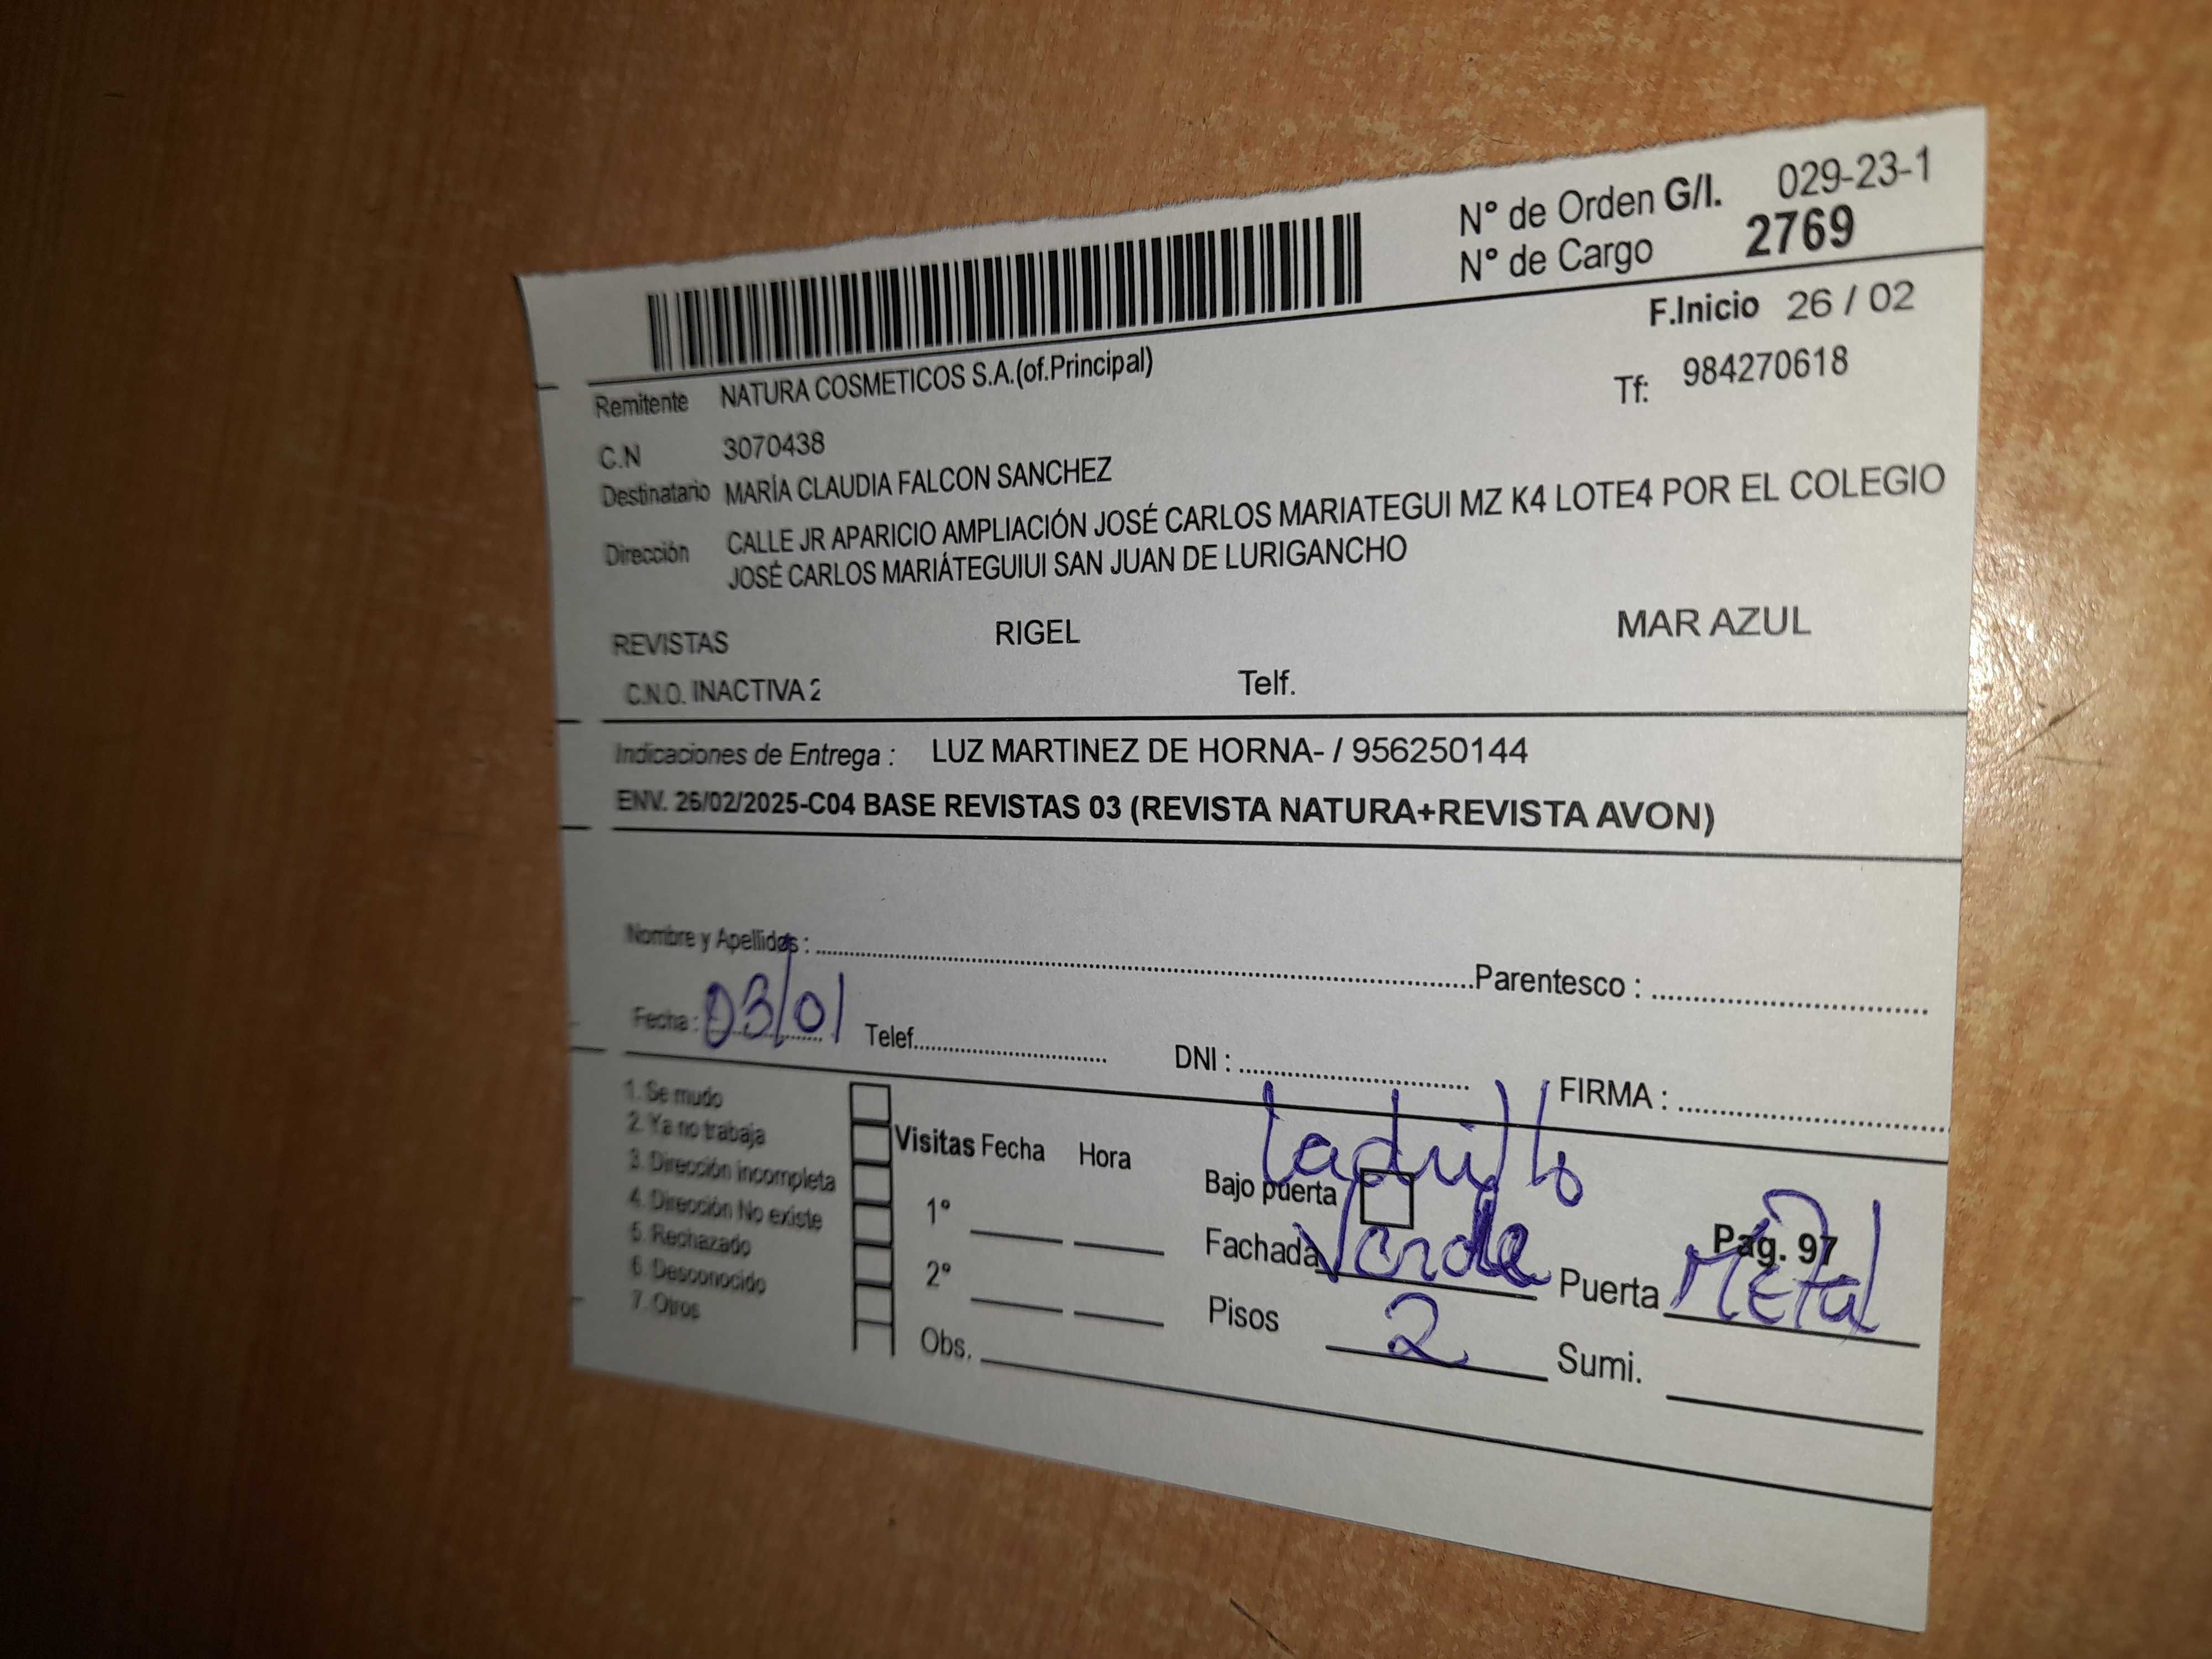 N° de Orden G/I. 029-23-1
N° de Cargo 2769
F.Inicio 26 / 02
Remitente NATURA COSMETICOS S.A.(of.Principal)
Tf: 984270618
C.N 3070438
Destinatario MARÍA CLAUDIA FALCON SANCHEZ
Dirección CALLE JR APARICIO AMPLIACIÓN JOSÉ CARLOS MARIATEGUI MZ K4 LOTE4 POR EL COLEGIO
JOSÉ CARLOS MARIÁTEGUIUI SAN JUAN DE LURIGANCHO
REVISTAS RIGEL MAR AZUL
C.N.O. INACTIVA 2 Telf.
Indicaciones de Entrega : LUZ MARTINEZ DE HORNA- / 956250144
ENV. 26/02/2025-C04 BASE REVISTAS 03 (REVISTA NATURA+REVISTA AVON)
Nombre y Apellidos : Parentesco :
Fecha : 03/01 Telef. DNI : FIRMA :
1. Se mudo
2. Ya no trabaja
3. Dirección incompleta
4. Dirección No existe
5. Rechazado
6. Desconocido
7. Otros
Visitas Fecha Hora
1°
2°
Obs.
Ladrillo
Bajo puerta
Pag. 97
Fachada Verde Puerta Metal
Pisos 2 Sumi.